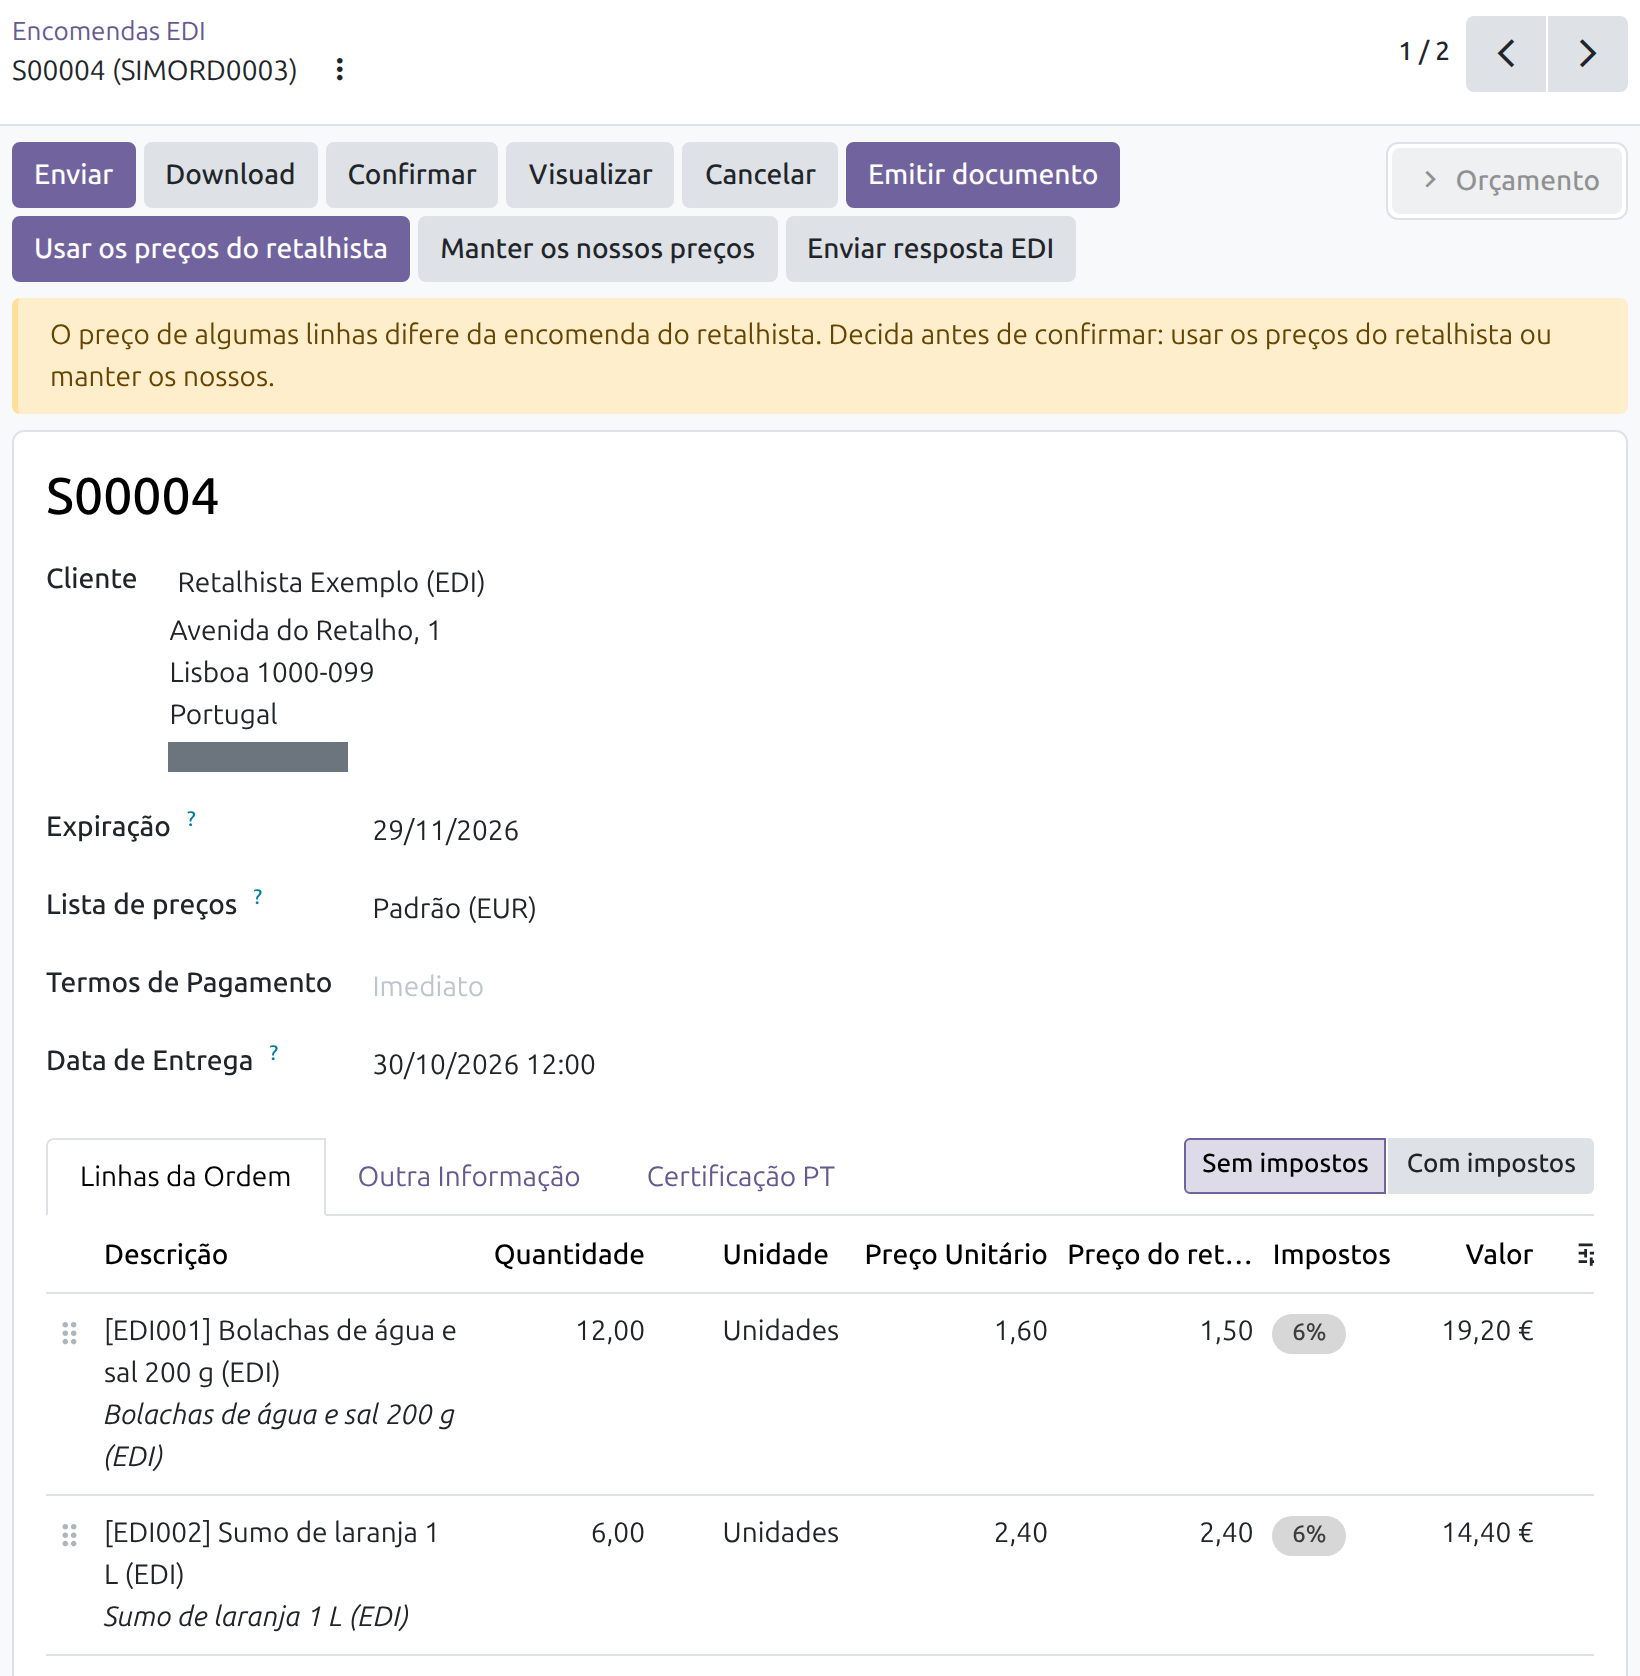 Encomendas EDI
S00004 (SIMORD0003)
1 / 2
Enviar Download Confirmar Visualizar Cancelar Emitir documento
Orçamento
Usar os preços do retalhista Manter os nossos preços Enviar resposta EDI
O preço de algumas linhas difere da encomenda do retalhista. Decida antes de confirmar: usar os preços do retalhista ou
manter os nossos.
S00004
Cliente Retalhista Exemplo (EDI)
Avenida do Retalho, 1
Lisboa 1000-099
Portugal
Expiração ? 29/11/2026
Lista de preços ? Padrão (EUR)
Termos de Pagamento Imediato
Data de Entrega ? 30/10/2026 12:00
Linhas da Ordem Outra Informação Certificação PT Sem impostos Com impostos
Descrição Quantidade Unidade Preço Unitário Preço do ret... Impostos Valor
[EDI001] Bolachas de água e 12,00 Unidades 1,60 1,50 6% 19,20 €
sal 200 g (EDI)
Bolachas de água e sal 200 g
(EDI)
[EDI002] Sumo de laranja 1 6,00 Unidades 2,40 2,40 6% 14,40 €
L (EDI)
Sumo de laranja 1 L (EDI)